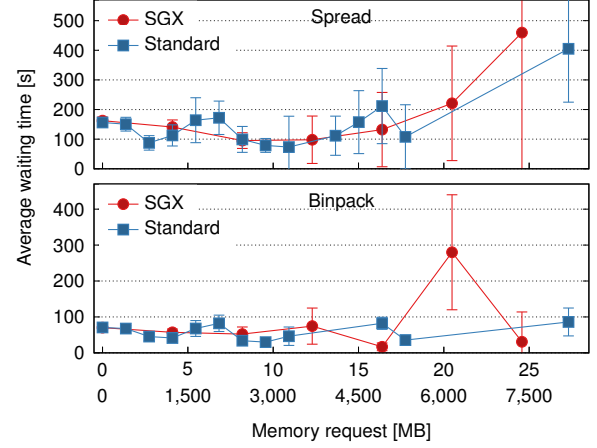 Spread
SGX
Standard
500
400
300
200
100
0
Average waiting time [s]
Binpack
SGX
Standard
400
300
200
100
0
0 5 10 15 20 25
0 1,500 3,000 4,500 6,000 7,500
Memory request [MB]